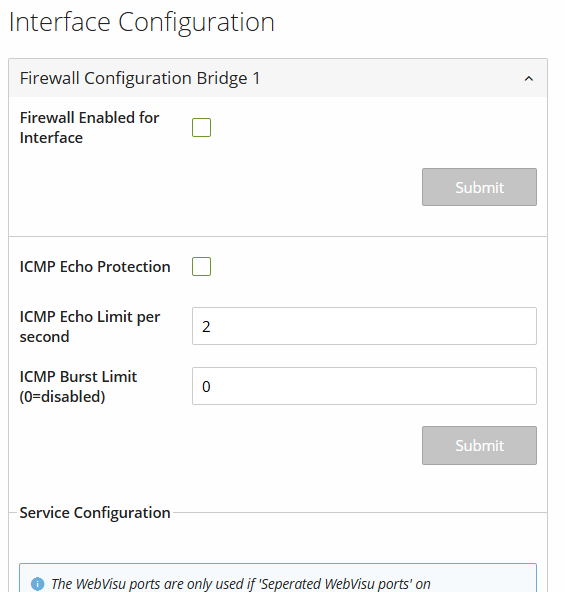 Interface Configuration
Firewall Configuration Bridge 1
Firewall Enabled for
Interface
Submit
ICMP Echo Protection
ICMP Echo Limit per
second
2
ICMP Burst Limit
(0=disabled)
0
Submit
Service Configuration
The WebVisu ports are only used if 'Seperated WebVisu ports' on